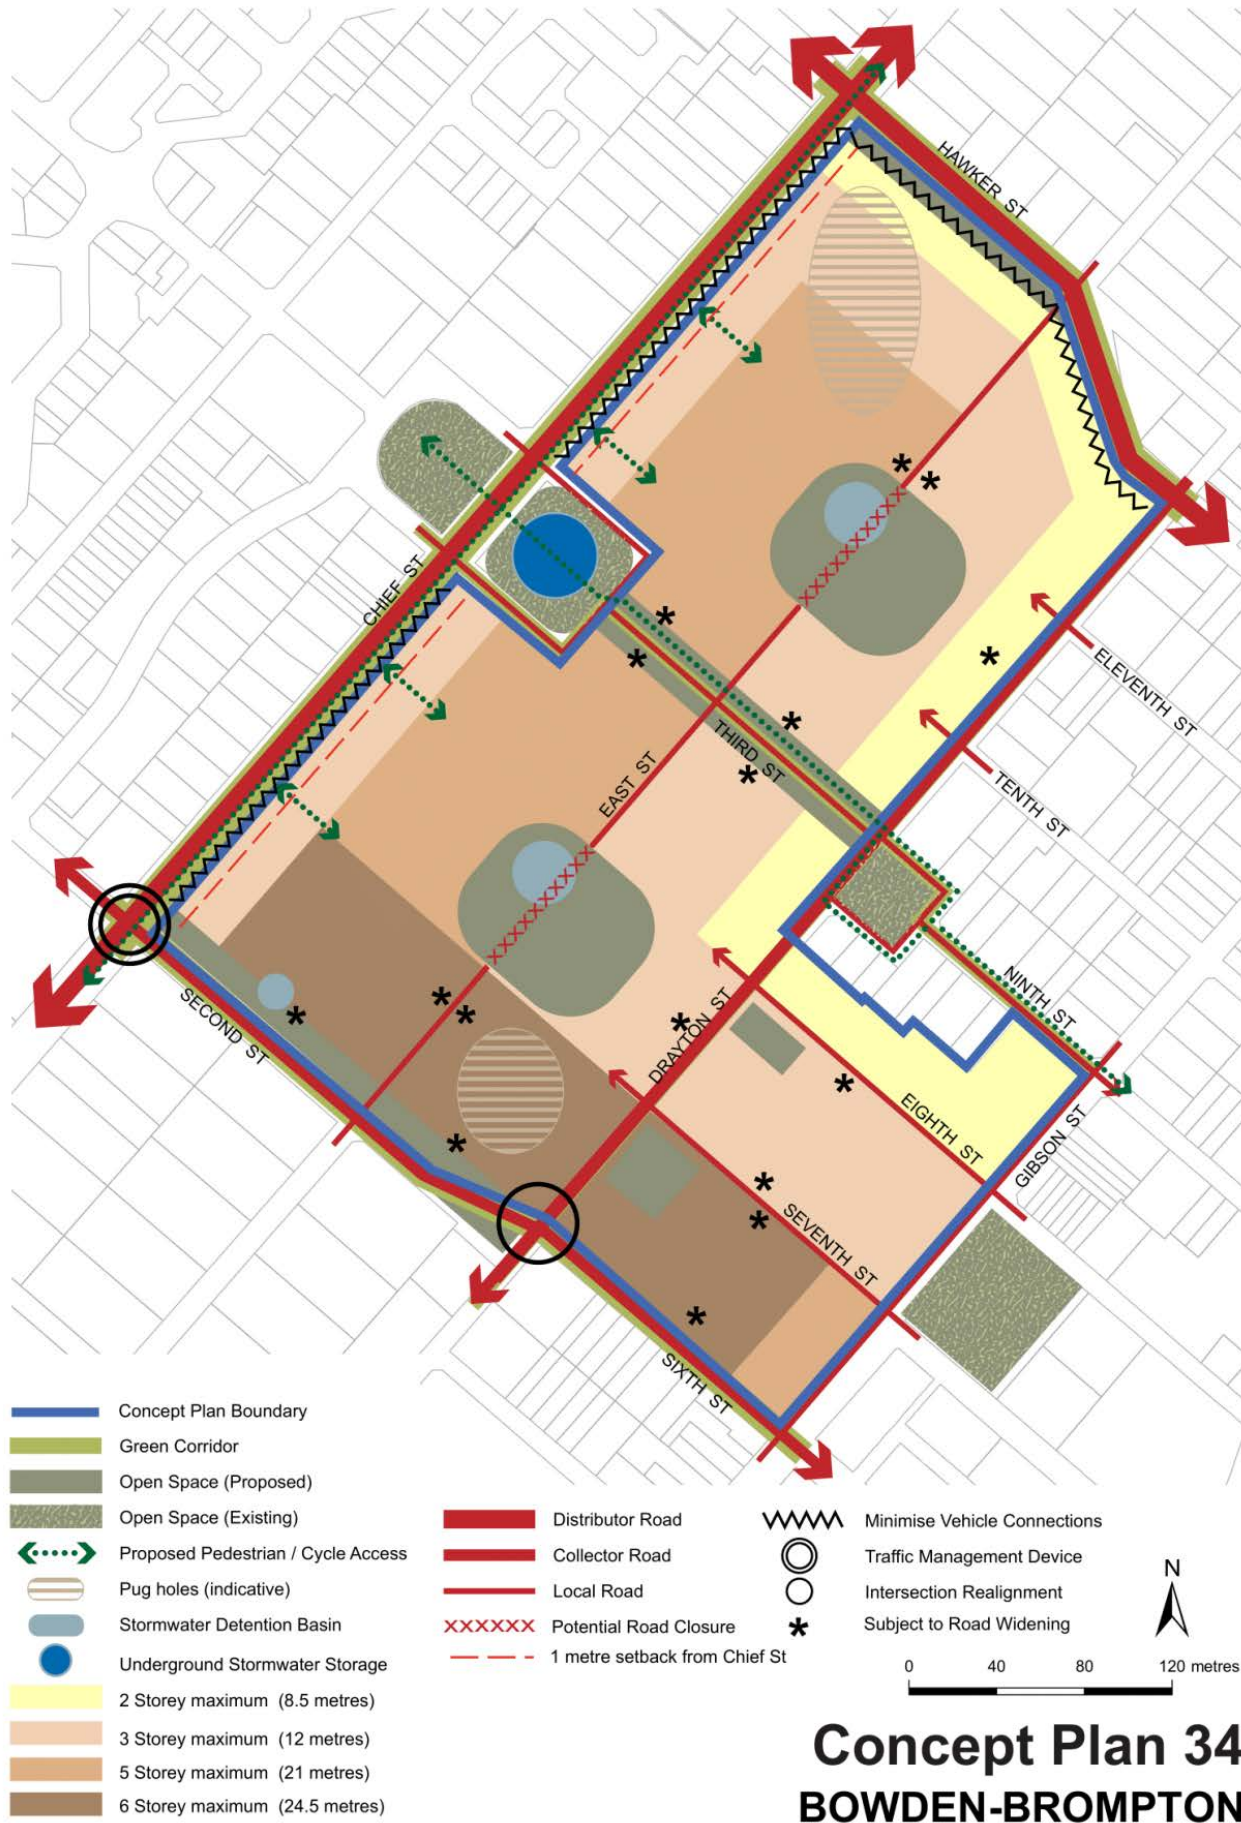 HAWKER ST
CHIEF ST
ELEVENTH ST
TENTH ST
THIRD ST
EAST ST
NINTH ST
SECOND ST
DRAYTON ST
EIGHTH ST
GIBSON ST
SEVENTH ST
SIXTH ST
Concept Plan Boundary
Green Corridor
Open Space (Proposed)
Open Space (Existing)
Proposed Pedestrian / Cycle Access
Pug holes (indicative)
Stormwater Detention Basin
Underground Stormwater Storage
2 Storey maximum (8.5 metres)
3 Storey maximum (12 metres)
5 Storey maximum (21 metres)
6 Storey maximum (24.5 metres)
Distributor Road
Collector Road
Local Road
Potential Road Closure
1 metre setback from Chief St
Minimise Vehicle Connections
Traffic Management Device
Intersection Realignment
Subject to Road Widening
N
0 40 80 120 metres
Concept Plan 34
BOWDEN-BROMPTON